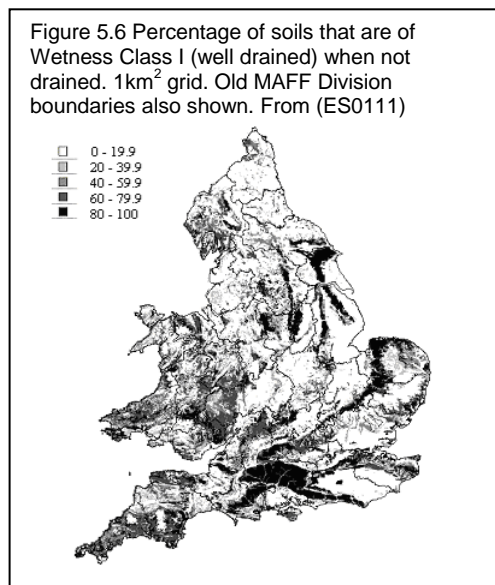 Figure 5.6 Percentage of soils that are of
Wetness Class I (well drained) when not
drained. 1km² grid. Old MAFF Division
boundaries also shown. From (ES0111)
0 - 19.9
20 - 39.9
40 - 59.9
60 - 79.9
80 - 100